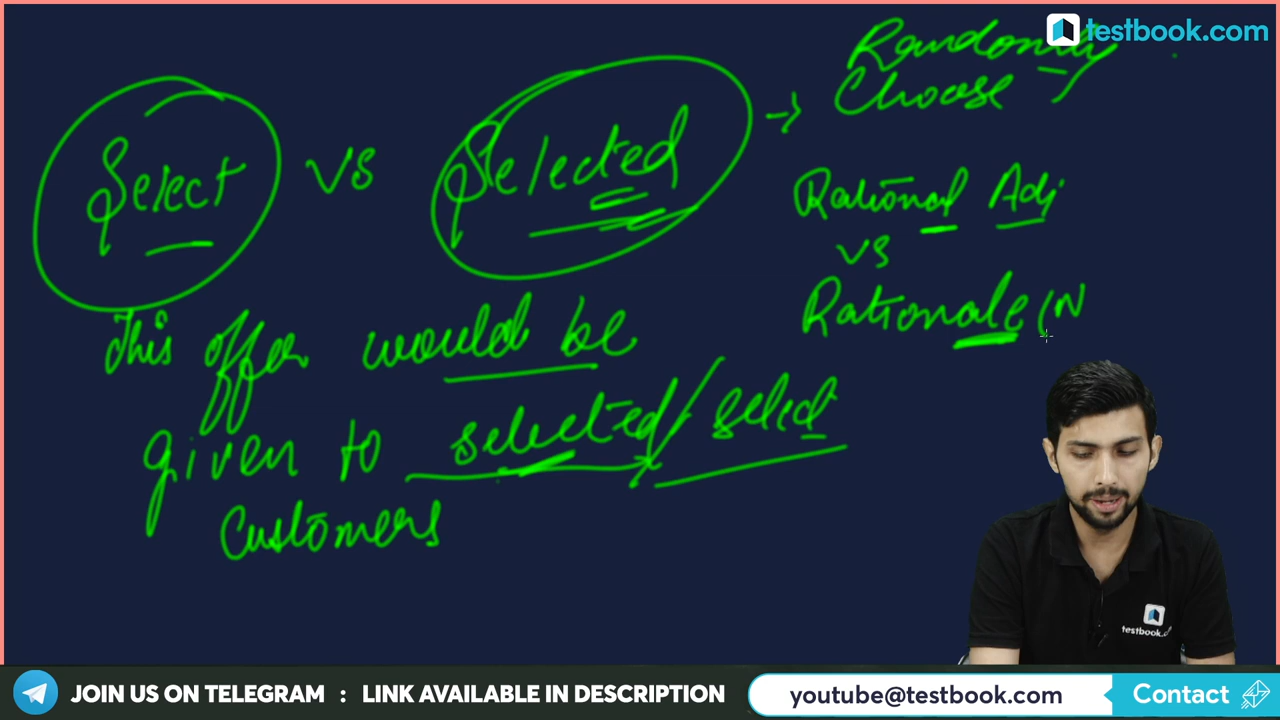 testbook.com
Select vs Selected → Randomly
Choose
Rational Adj
vs
Rationale (N
This offer would be
given to selected/select
Customers
testbook.c
JOIN US ON TELEGRAM : LINK AVAILABLE IN DESCRIPTION
youtube@testbook.com
Contact